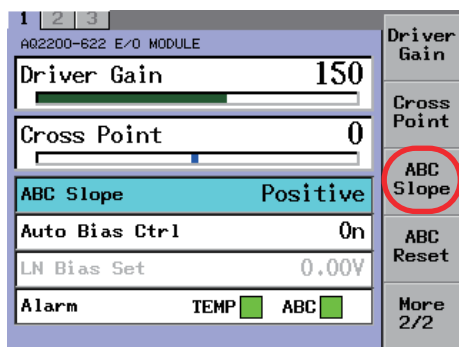 1 2 3
AQ2200-622 E/O MODULE
Driver Gain 150
Cross Point 0
ABC Slope Positive
Auto Bias Ctrl On
LN Bias Set 0.00V
Alarm TEMP ABC
Driver
Gain
Cross
Point
ABC
Slope
ABC
Reset
More
2/2